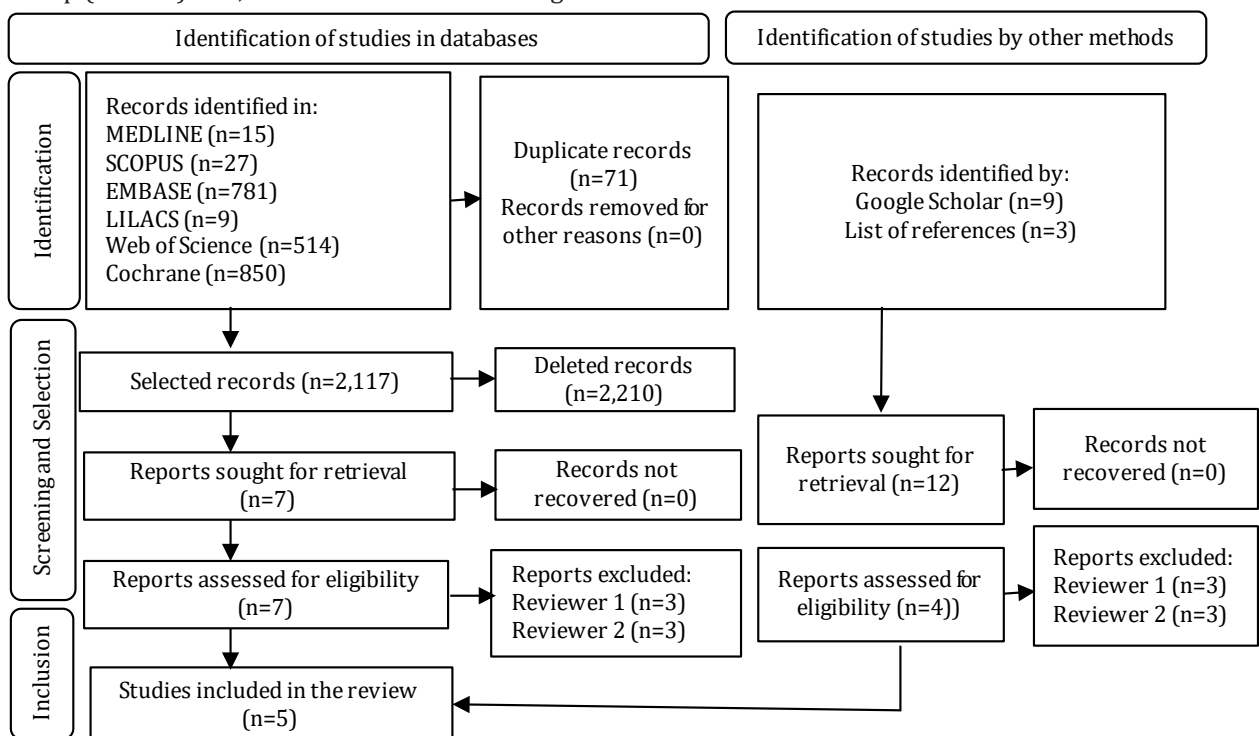 Identification of studies in databases
Identification of studies by other methods
Identification
Records identified in:
MEDLINE (n=15)
SCOPUS (n=27)
EMBASE (n=781)
LILACS (n=9)
Web of Science (n=514)
Cochrane (n=850)
Duplicate records
(n=71)
Records removed for
other reasons (n=0)
Records identified by:
Google Scholar (n=9)
List of references (n=3)
Screening and Selection
Selected records (n=2,117)
Deleted records
(n=2,210)
Reports sought for retrieval
(n=7)
Records not
recovered (n=0)
Reports sought for
retrieval (n=12)
Records not
recovered (n=0)
Reports assessed for eligibility
(n=7)
Reports excluded:
Reviewer 1 (n=3)
Reviewer 2 (n=3)
Reports assessed for
eligibility (n=4))
Reports excluded:
Reviewer 1 (n=3)
Reviewer 2 (n=3)
Inclusion
Studies included in the review
(n=5)